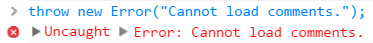 throw new Error("Cannot load comments.");
Uncaught Error: Cannot load comments.